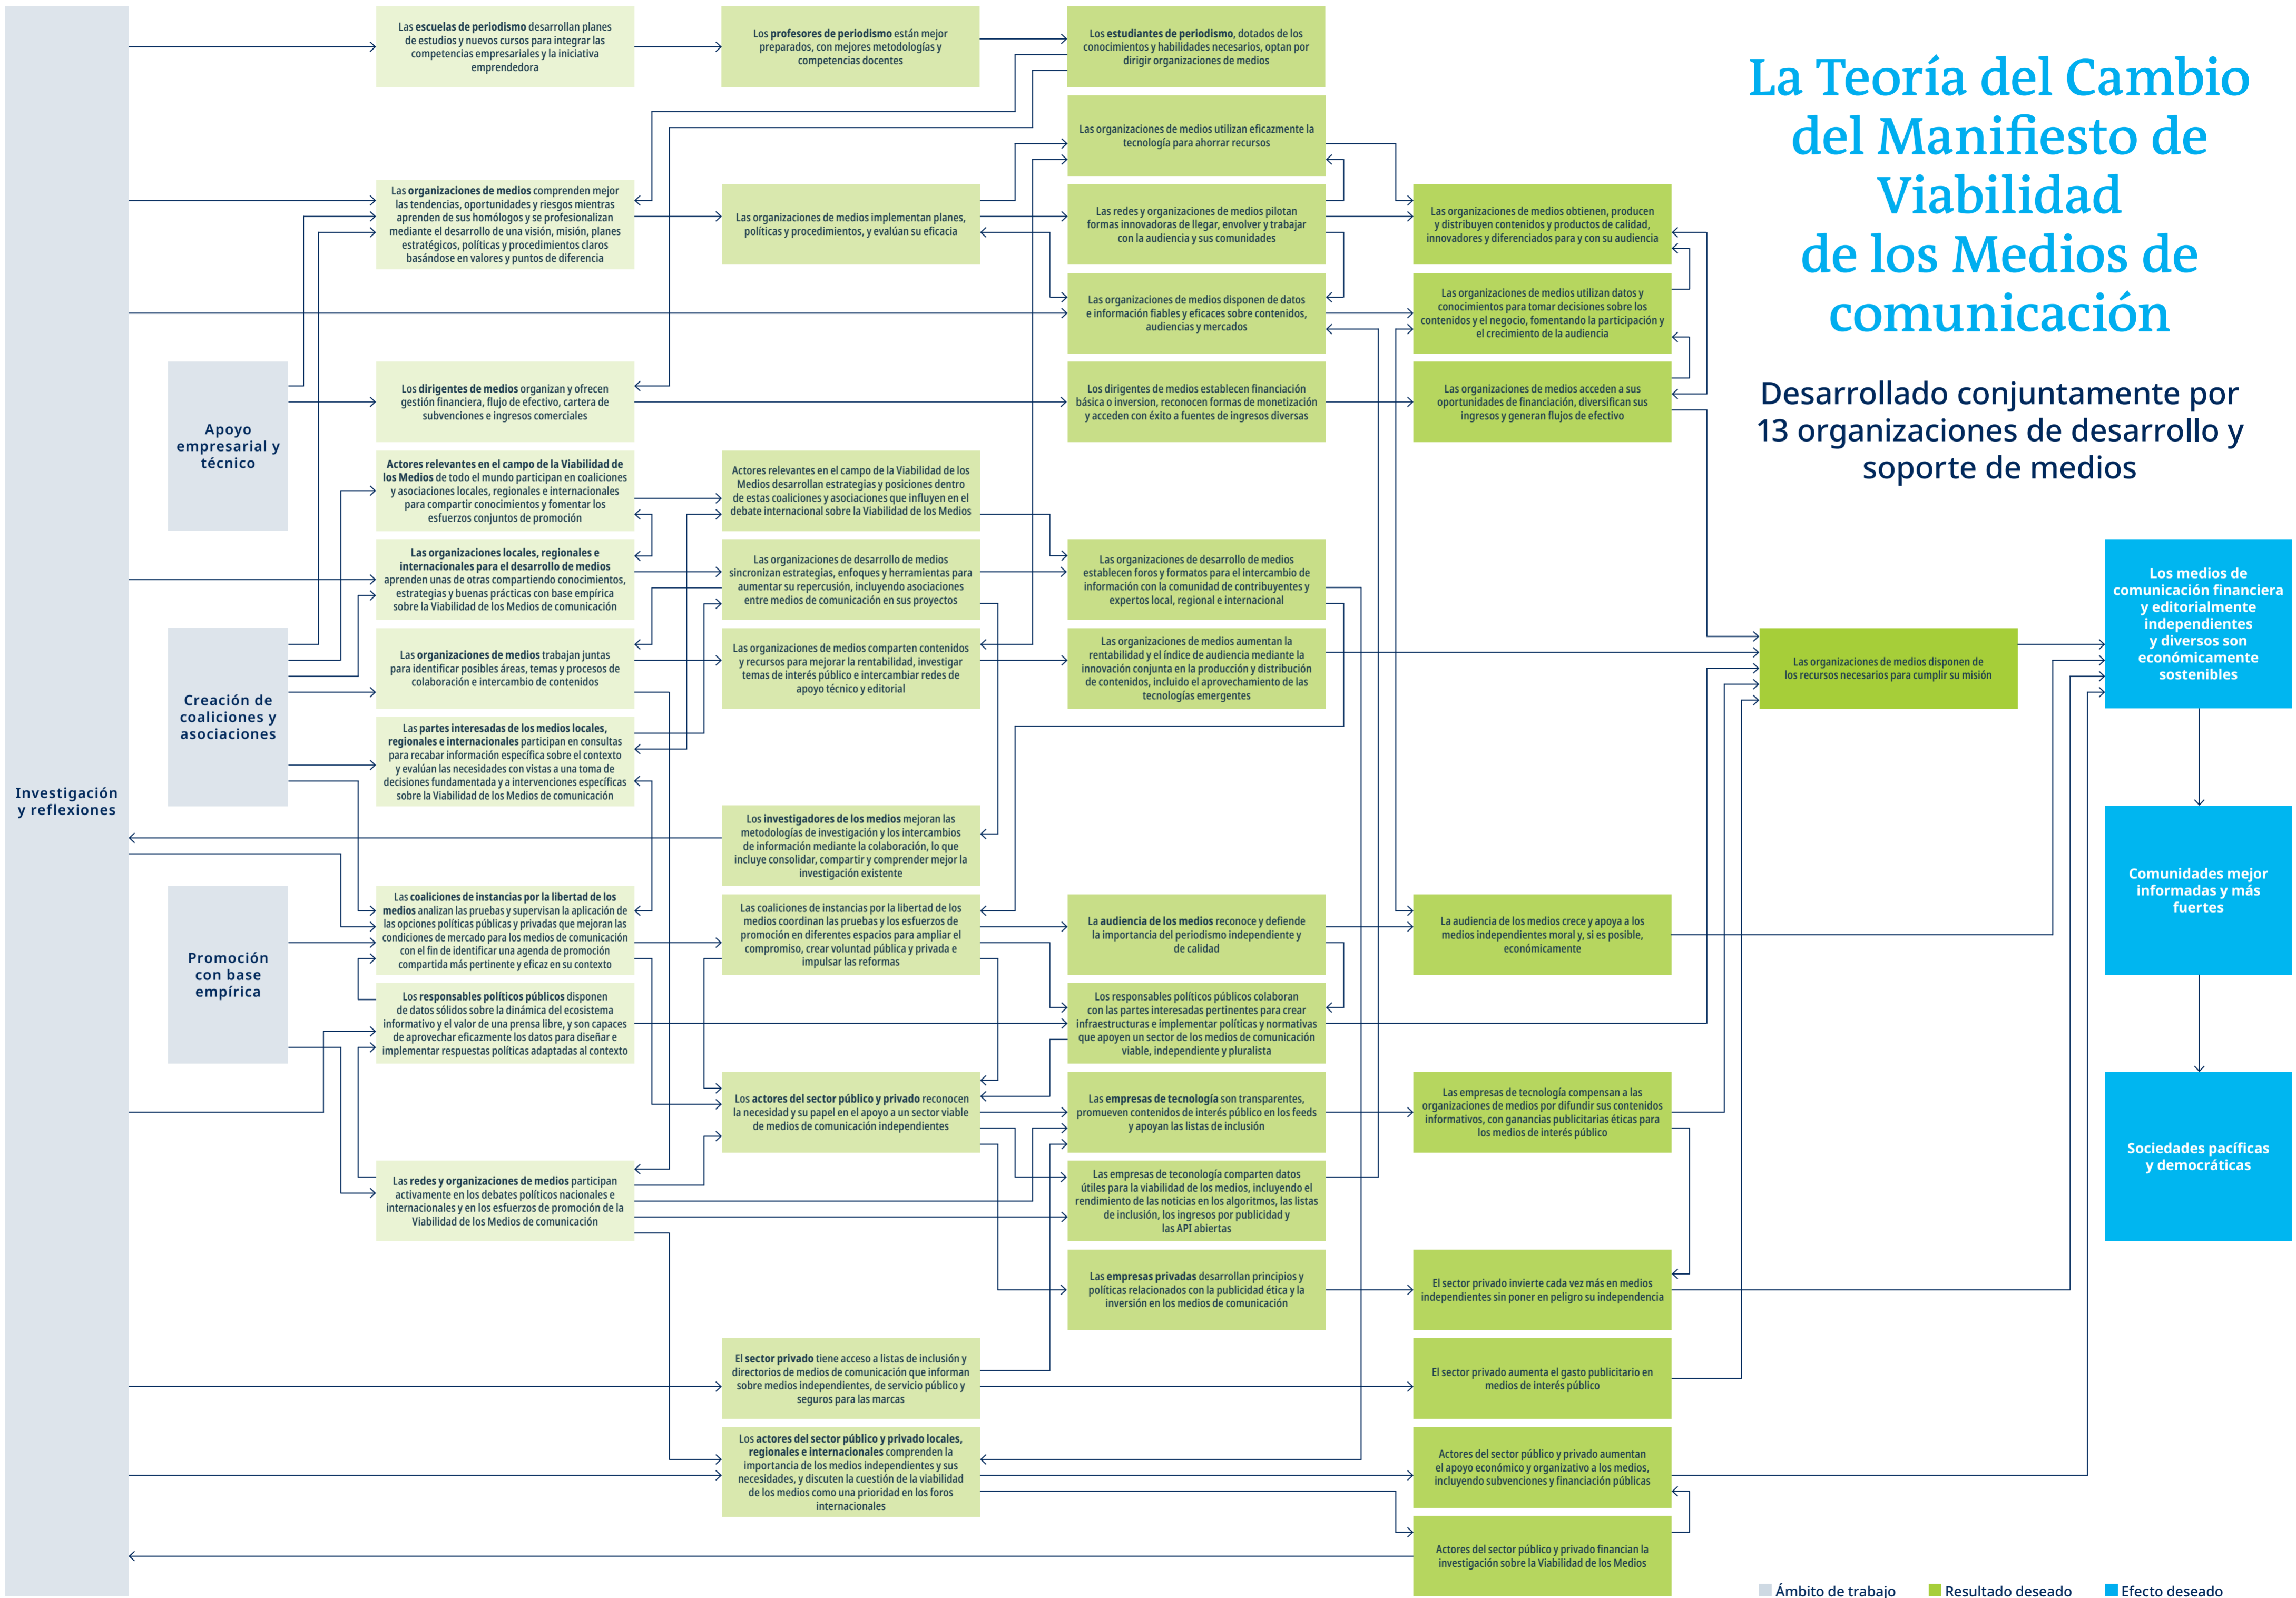 La Teoría del Cambio
del Manifiesto de
Viabilidad
de los Medios de
comunicación
Desarrollado conjuntamente por
13 organizaciones de desarrollo y
soporte de medios
Investigación
y reflexiones
Apoyo
empresarial y
técnico
Creación de
coaliciones y
asociaciones
Promoción
con base
empírica
Las escuelas de periodismo desarrollan planes
de estudios y nuevos cursos para integrar las
competencias empresariales y la iniciativa
emprendedora
Las organizaciones de medios comprenden mejor
las tendencias, oportunidades y riesgos mientras
aprenden de sus homólogos y se profesionalizan
mediante el desarrollo de una visión, misión, planes
estratégicos, políticas y procedimientos claros
basándose en valores y puntos de diferencia
Los dirigentes de medios organizan y ofrecen
gestión financiera, flujo de efectivo, cartera de
subvenciones e ingresos comerciales
Actores relevantes en el campo de la Viabilidad de
los Medios de todo el mundo participan en coaliciones
y asociaciones locales, regionales e internacionales
para compartir conocimientos y fomentar los
esfuerzos conjuntos de promoción
Las organizaciones locales, regionales e
internacionales para el desarrollo de medios
aprenden unas de otras compartiendo conocimientos,
estrategias y buenas prácticas con base empírica
sobre la Viabilidad de los Medios de comunicación
Las organizaciones de medios trabajan juntas
para identificar posibles áreas, temas y procesos de
colaboración e intercambio de contenidos
Las partes interesadas de los medios locales,
regionales e internacionales participan en consultas
para recabar información específica sobre el contexto
y evalúan las necesidades con vistas a una toma de
decisiones fundamentada y a intervenciones específicas
sobre la Viabilidad de los Medios de comunicación
Las coaliciones de instancias por la libertad de los
medios analizan las pruebas y supervisan la aplicación de
las opciones políticas públicas y privadas que mejoran las
condiciones de mercado para los medios de comunicación
con el fin de identificar una agenda de promoción
compartida más pertinente y eficaz en su contexto
Los responsables políticos públicos disponen
de datos sólidos sobre la dinámica del ecosistema
informativo y el valor de una prensa libre, y son capaces
de aprovechar eficazmente los datos para diseñar e
implementar respuestas políticas adaptadas al contexto
Las redes y organizaciones de medios participan
activamente en los debates políticos nacionales e
internacionales y en los esfuerzos de promoción de la
Viabilidad de los Medios de comunicación
Los profesores de periodismo están mejor
preparados, con mejores metodologías y
competencias docentes
Las organizaciones de medios implementan planes,
políticas y procedimientos, y evalúan su eficacia
Actores relevantes en el campo de la Viabilidad de los
Medios desarrollan estrategias y posiciones dentro
de estas coaliciones y asociaciones que influyen en el
debate internacional sobre la Viabilidad de los Medios
Las organizaciones de desarrollo de medios
sincronizan estrategias, enfoques y herramientas para
aumentar su repercusión, incluyendo asociaciones
entre medios de comunicación en sus proyectos
Las organizaciones de medios comparten contenidos
y recursos para mejorar la rentabilidad, investigar
temas de interés público e intercambiar redes de
apoyo técnico y editorial
Los investigadores de los medios mejoran las
metodologías de investigación y los intercambios
de información mediante la colaboración, lo que
incluye consolidar, compartir y comprender mejor la
investigación existente
Las coaliciones de instancias por la libertad de los
medios coordinan las pruebas y los esfuerzos de
promoción en diferentes espacios para ampliar el
compromiso, crear voluntad pública y privada e
impulsar las reformas
Los actores del sector público y privado reconocen
la necesidad y su papel en el apoyo a un sector viable
de medios de comunicación independientes
El sector privado tiene acceso a listas de inclusión y
directorios de medios de comunicación que informan
sobre medios independientes, de servicio público y
seguros para las marcas
Los actores del sector público y privado locales,
regionales e internacionales comprenden la
importancia de los medios independientes y sus
necesidades, y discuten la cuestión de la viabilidad
de los medios como una prioridad en los foros
internacionales
Los estudiantes de periodismo, dotados de los
conocimientos y habilidades necesarios, optan por
dirigir organizaciones de medios
Las organizaciones de medios utilizan eficazmente la
tecnología para ahorrar recursos
Las redes y organizaciones de medios pilotan
formas innovadoras de llegar, envolver y trabajar
con la audiencia y sus comunidades
Las organizaciones de medios disponen de datos
e información fiables y eficaces sobre contenidos,
audiencias y mercados
Los dirigentes de medios establecen financiación
básica o inversion, reconocen formas de monetización
y acceden con éxito a fuentes de ingresos diversas
Las organizaciones de desarrollo de medios
establecen foros y formatos para el intercambio de
información con la comunidad de contribuyentes y
expertos local, regional e internacional
Las organizaciones de medios aumentan la
rentabilidad y el índice de audiencia mediante la
innovación conjunta en la producción y distribución
de contenidos, incluido el aprovechamiento de las
tecnologías emergentes
La audiencia de los medios reconoce y defiende
la importancia del periodismo independiente y
de calidad
Los responsables políticos públicos colaboran
con las partes interesadas pertinentes para crear
infraestructuras e implementar políticas y normativas
que apoyen un sector de los medios de comunicación
viable, independiente y pluralista
Las empresas de tecnología son transparentes,
promueven contenidos de interés público en los feeds
y apoyan las listas de inclusión
Las empresas de teconología comparten datos
útiles para la viabilidad de los medios, incluyendo el
rendimiento de las noticias en los algoritmos, las listas
de inclusión, los ingresos por publicidad y
las API abiertas
Las empresas privadas desarrollan principios y
políticas relacionados con la publicidad ética y la
inversión en los medios de comunicación
Las organizaciones de medios obtienen, producen
y distribuyen contenidos y productos de calidad,
innovadores y diferenciados para y con su audiencia
Las organizaciones de medios utilizan datos y
conocimientos para tomar decisiones sobre los
contenidos y el negocio, fomentando la participación y
el crecimiento de la audiencia
Las organizaciones de medios acceden a sus
oportunidades de financiación, diversifican sus
ingresos y generan flujos de efectivo
La audiencia de los medios crece y apoya a los
medios independientes moral y, si es posible,
económicamente
Las empresas de tecnología compensan a las
organizaciones de medios por difundir sus contenidos
informativos, con ganancias publicitarias éticas para
los medios de interés público
El sector privado invierte cada vez más en medios
independientes sin poner en peligro su independencia
El sector privado aumenta el gasto publicitario en
medios de interés público
Actores del sector público y privado aumentan
el apoyo económico y organizativo a los medios,
incluyendo subvenciones y financiación públicas
Actores del sector público y privado financian la
investigación sobre la Viabilidad de los Medios
Las organizaciones de medios disponen de
los recursos necesarios para cumplir su misión
Los medios de
comunicación financiera
y editorialmente
independientes
y diversos son
económicamente
sostenibles
Comunidades mejor
informadas y más
fuertes
Sociedades pacíficas
y democráticas
Ámbito de trabajo
Resultado deseado
Efecto deseado